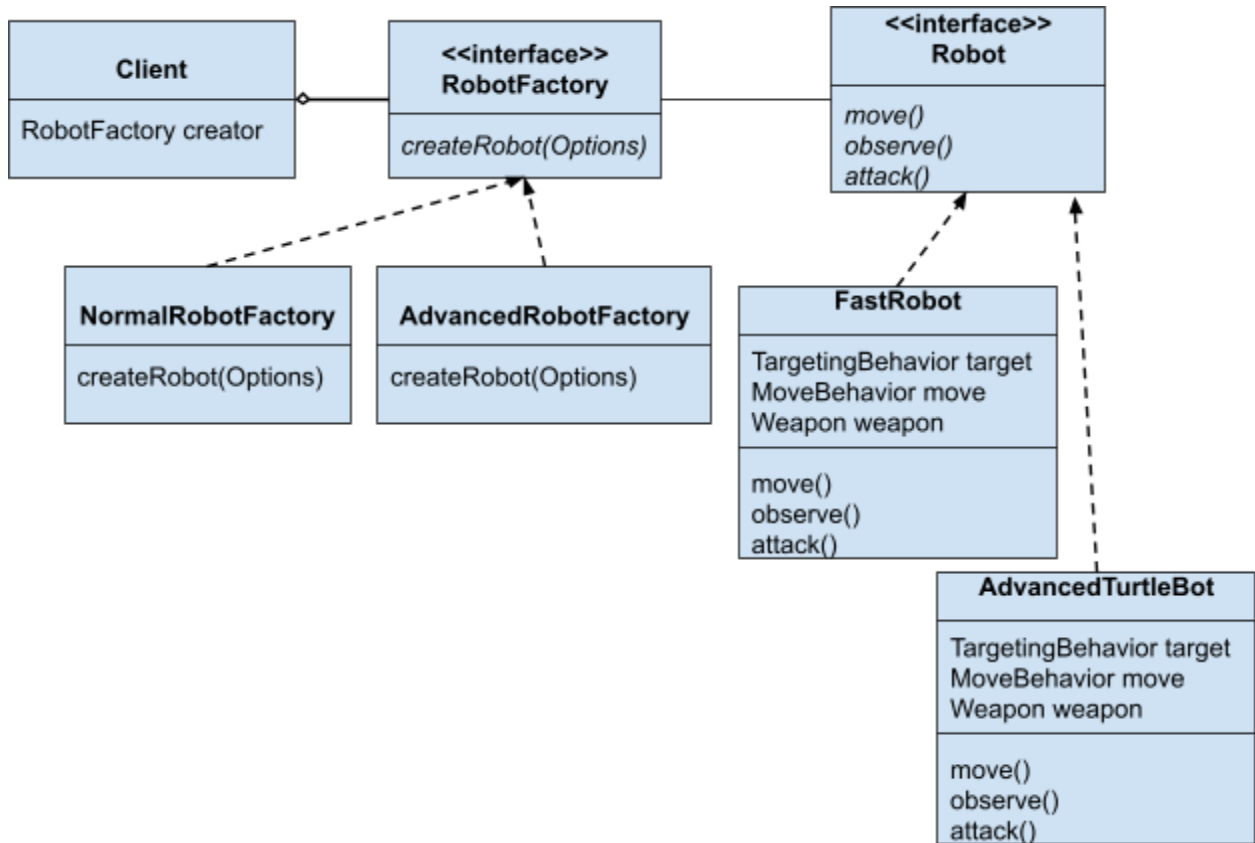 Client
RobotFactory creator
<<interface>>
RobotFactory
createRobot(Options)
<<interface>>
Robot
move()
observe()
attack()
NormalRobotFactory
createRobot(Options)
AdvancedRobotFactory
createRobot(Options)
FastRobot
TargetingBehavior target
MoveBehavior move
Weapon weapon
move()
observe()
attack()
AdvancedTurtleBot
TargetingBehavior target
MoveBehavior move
Weapon weapon
move()
observe()
attack()